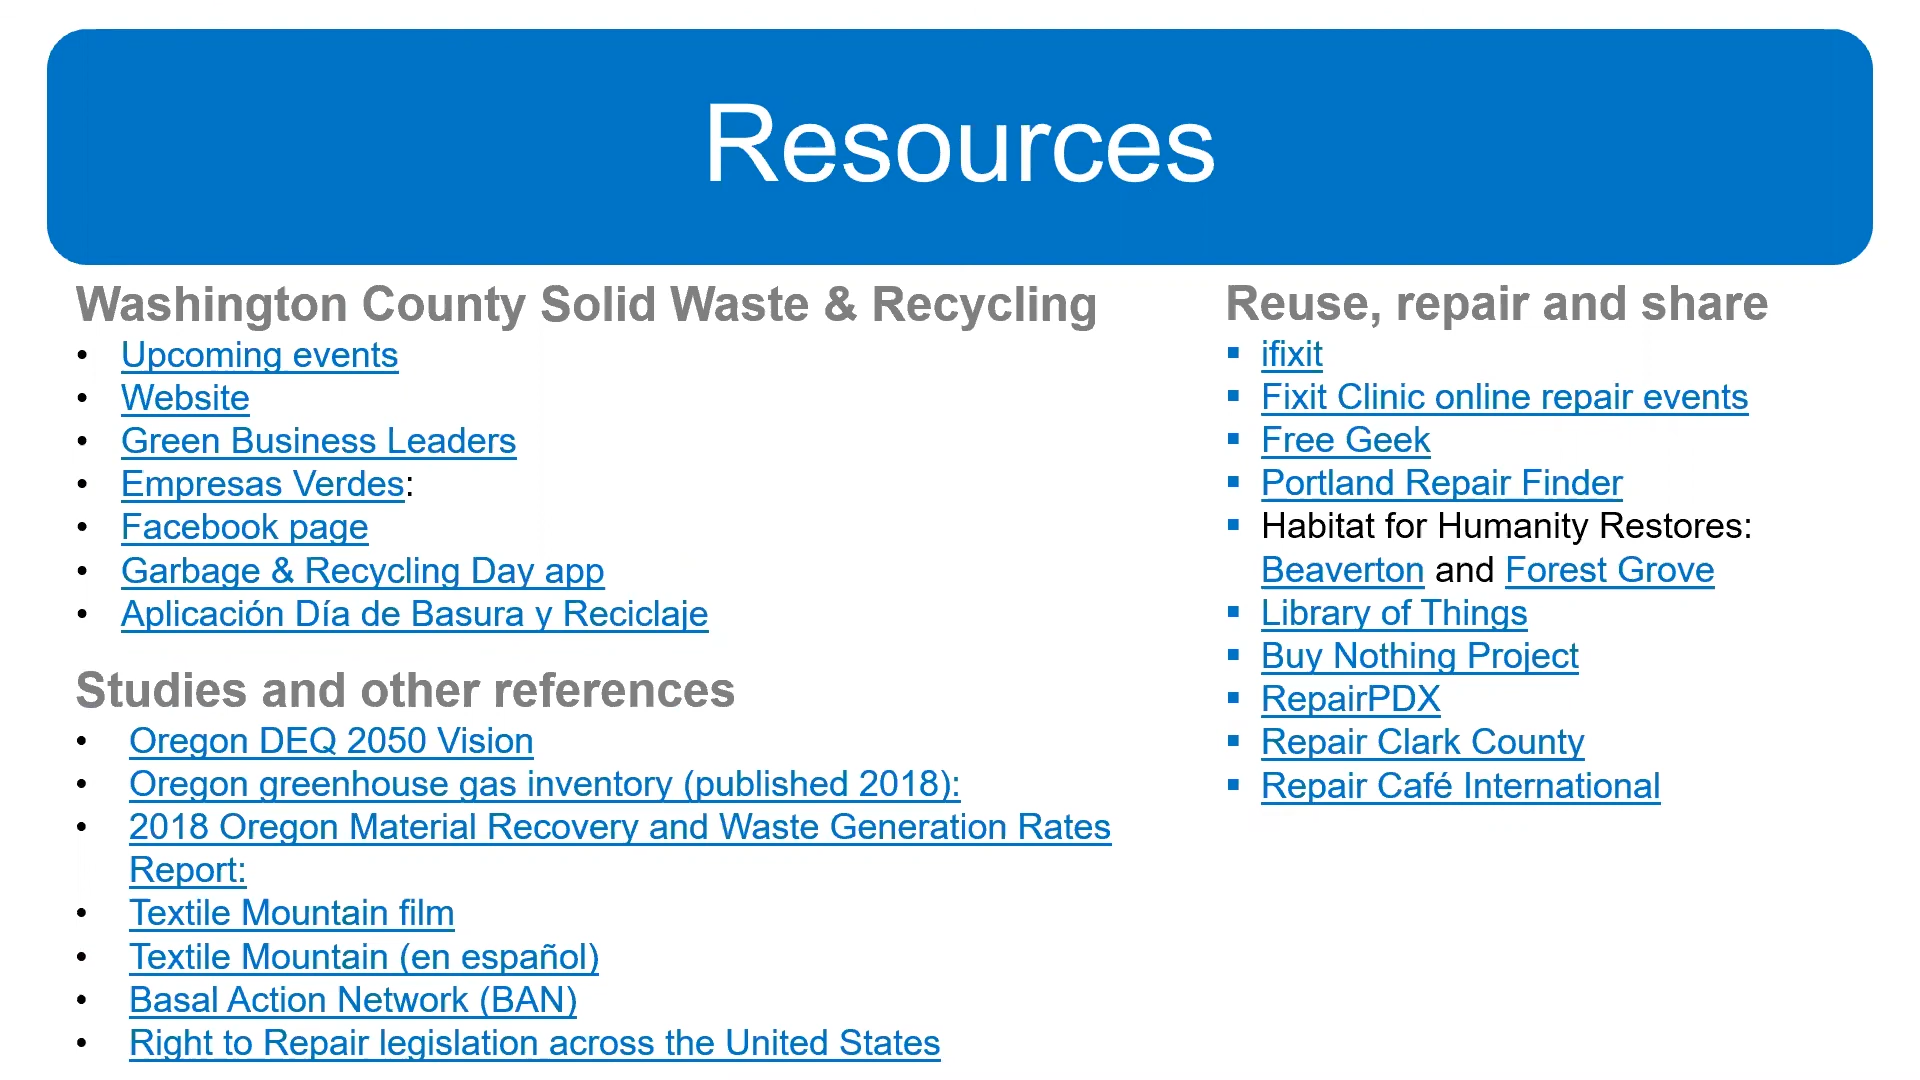 Resources
Washington County Solid Waste & Recycling
• Upcoming events
• Website
• Green Business Leaders
• Empresas Verdes:
• Facebook page
• Garbage & Recycling Day app
• Aplicación Día de Basura y Reciclaje
Studies and other references
• Oregon DEQ 2050 Vision
• Oregon greenhouse gas inventory (published 2018):
• 2018 Oregon Material Recovery and Waste Generation Rates
Report:
• Textile Mountain film
• Textile Mountain (en español)
• Basal Action Network (BAN)
• Right to Repair legislation across the United States
Reuse, repair and share
▪ ifixit
▪ Fixit Clinic online repair events
▪ Free Geek
▪ Portland Repair Finder
▪ Habitat for Humanity Restores:
Beaverton and Forest Grove
▪ Library of Things
▪ Buy Nothing Project
▪ RepairPDX
▪ Repair Clark County
▪ Repair Café International